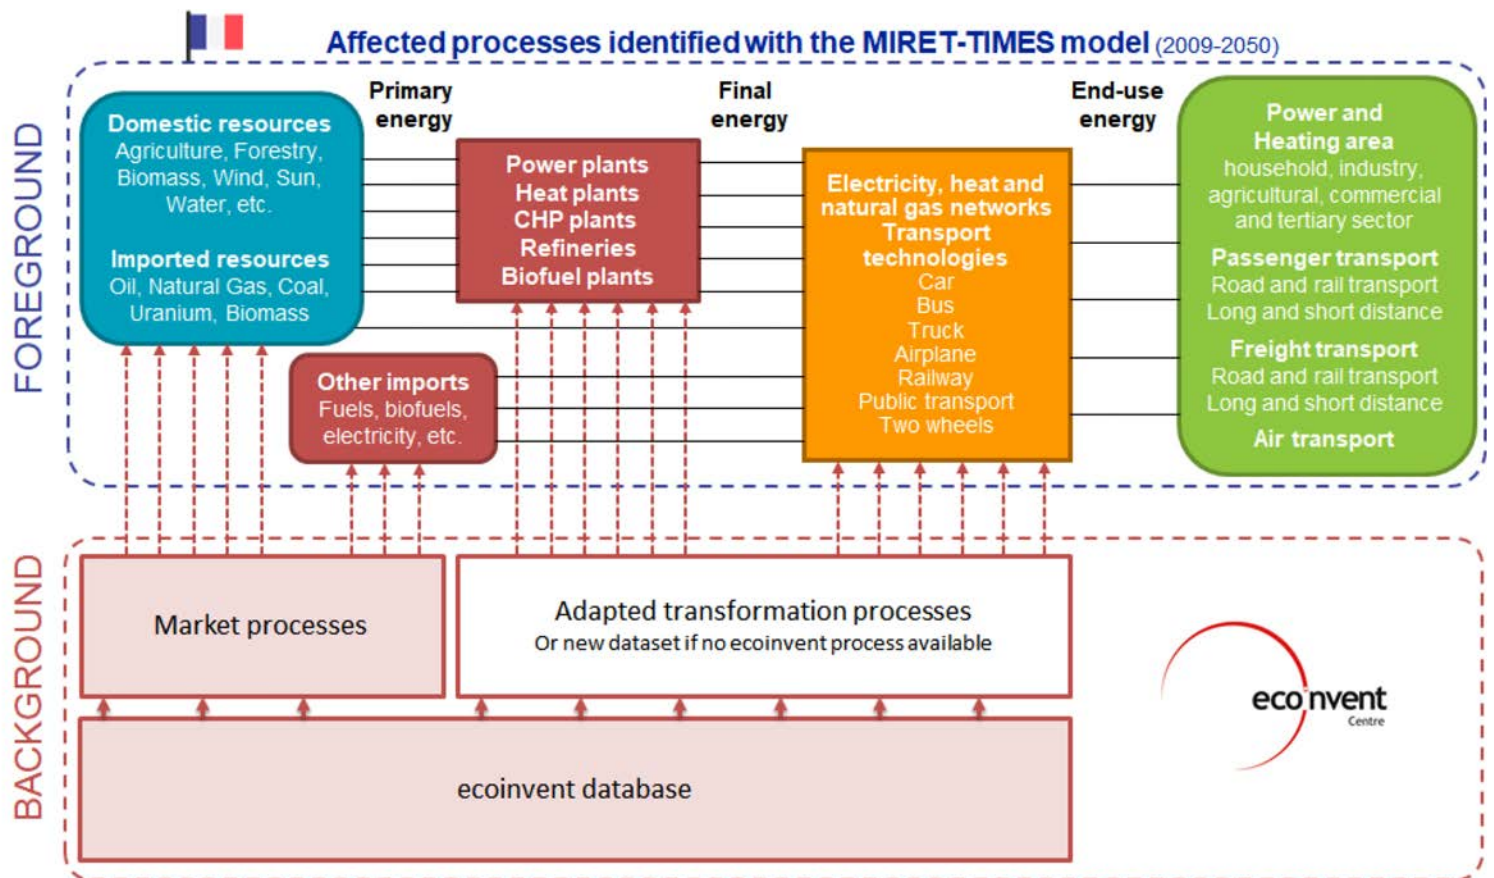 Affected processes identified with the MIRET-TIMES model (2009-2050)
FOREGROUND
Domestic resources
Agriculture, Forestry,
Biomass, Wind, Sun,
Water, etc.
Imported resources
Oil, Natural Gas, Coal,
Uranium, Biomass
Primary
energy
Power plants
Heat plants
CHP plants
Refineries
Biofuel plants
Other imports
Fuels, biofuels,
electricity, etc.
Final
energy
Electricity, heat and
natural gas networks
Transport
technologies
Car
Bus
Truck
Airplane
Railway
Public transport
Two wheels
End-use
energy
Power and
Heating area
household, industry,
agricultural, commercial
and tertiary sector
Passenger transport
Road and rail transport
Long and short distance
Freight transport
Road and rail transport
Long and short distance
Air transport
BACKGROUND
Market processes
Adapted transformation processes
Or new dataset if no ecoinvent process available
ecoinvent database
ecoinvent
Centre